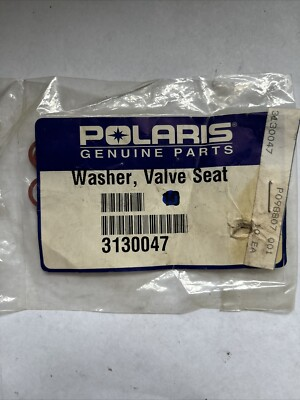 POLARIS
GENUINE PARTS
Washer, Valve Seat
3130047
3130047